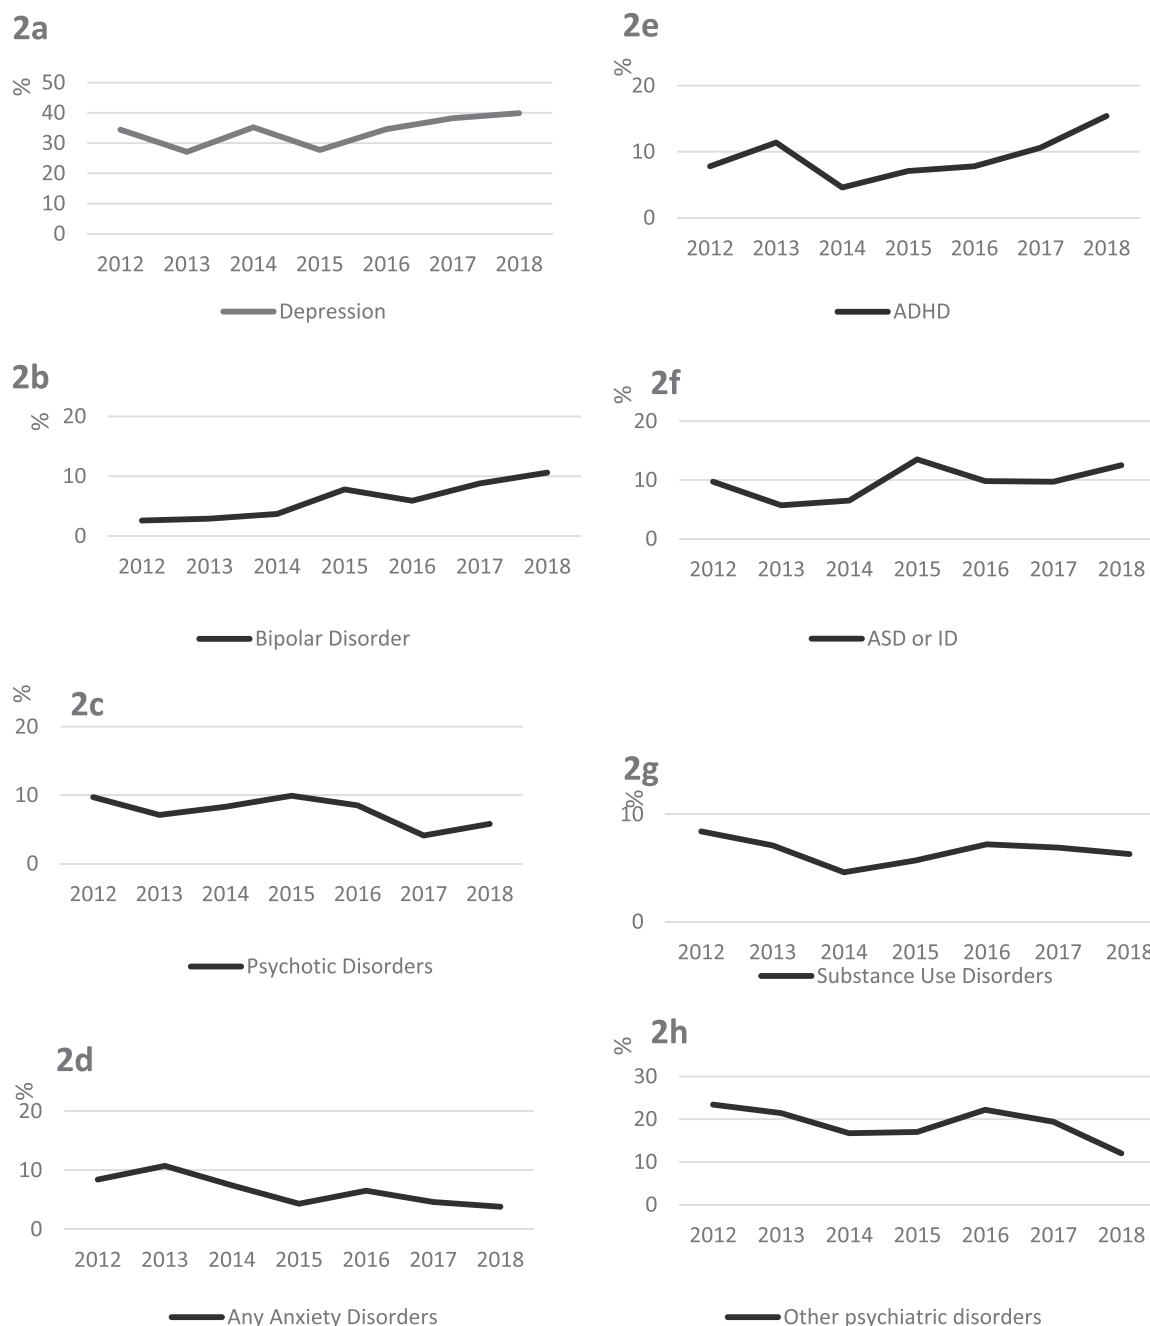 2a
%
50
40
30
20
10
0
2012 2013 2014 2015 2016 2017 2018
Depression
2b
%
20
10
0
2012 2013 2014 2015 2016 2017 2018
Bipolar Disorder
2c
%
20
10
0
2012 2013 2014 2015 2016 2017 2018
Psychotic Disorders
2d
%
20
10
0
2012 2013 2014 2015 2016 2017 2018
Any Anxiety Disorders
2e
%
20
10
0
2012 2013 2014 2015 2016 2017 2018
ADHD
2f
%
20
10
0
2012 2013 2014 2015 2016 2017 2018
ASD or ID
2g
%
10
0
2012 2013 2014 2015 2016 2017 2018
Substance Use Disorders
2h
%
30
20
10
0
2012 2013 2014 2015 2016 2017 2018
Other psychiatric disorders